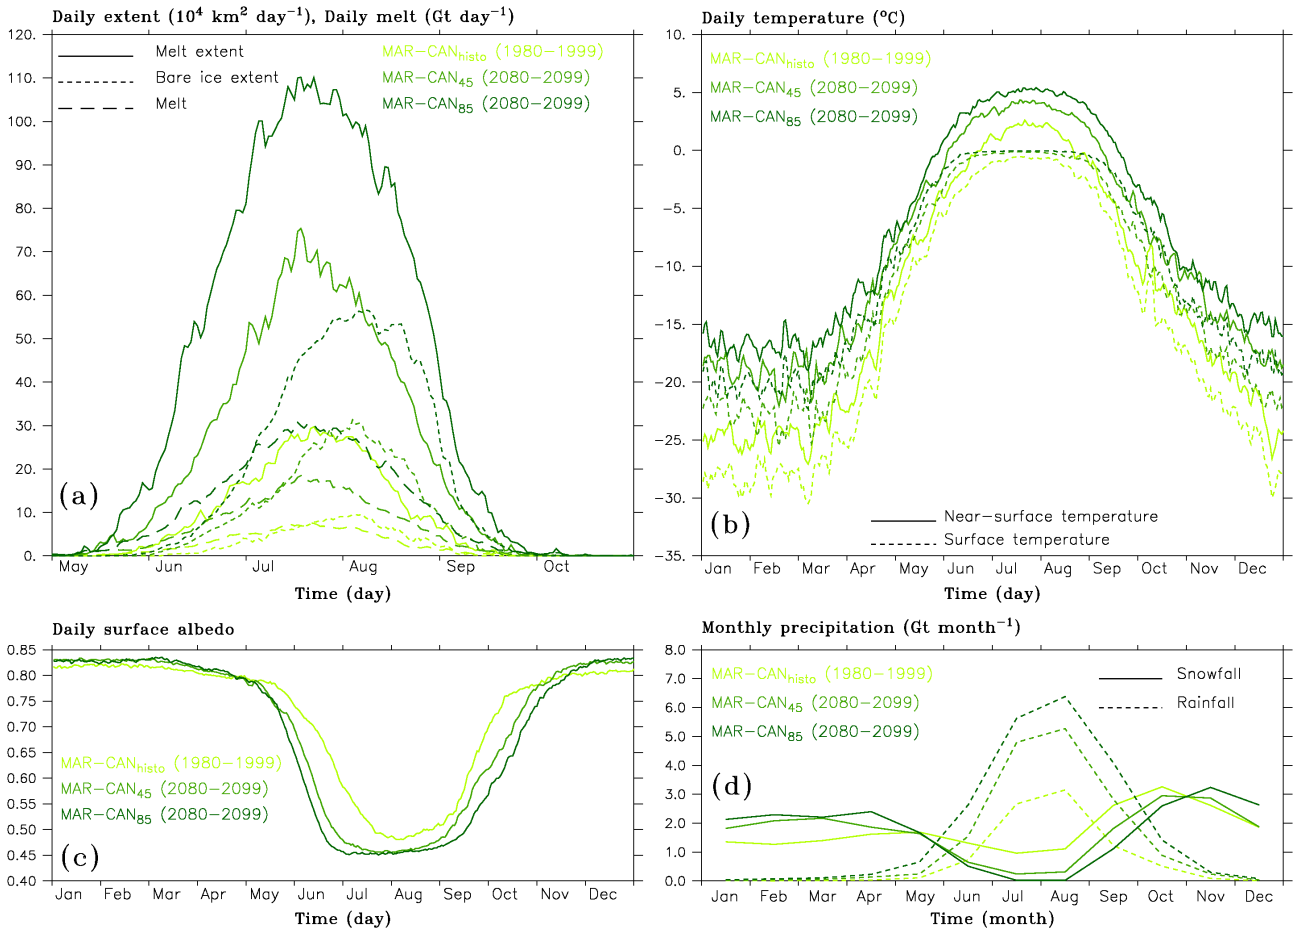 Daily extent (10⁴ km² day⁻¹), Daily melt (Gt day⁻¹)
120.
110.
100.
90.
80.
70.
60.
50.
40.
30.
20.
10.
0.
Melt extent
Bare ice extent
Melt
MAR−CANhisto (1980−1999)
MAR−CAN45 (2080−2099)
MAR−CAN85 (2080−2099)
(a)
May Jun Jul Aug Sep Oct
Time (day)
Daily temperature (°C)
10.
5.
0.
−5.
−10.
−15.
−20.
−25.
−30.
−35.
MAR−CANhisto (1980−1999)
MAR−CAN45 (2080−2099)
MAR−CAN85 (2080−2099)
(b)
Near−surface temperature
Surface temperature
Jan Feb Mar Apr May Jun Jul Aug Sep Oct Nov Dec
Time (day)
Daily surface albedo
0.85
0.80
0.75
0.70
0.65
0.60
0.55
0.50
0.45
0.40
MAR−CANhisto (1980−1999)
MAR−CAN45 (2080−2099)
MAR−CAN85 (2080−2099)
(c)
Jan Feb Mar Apr May Jun Jul Aug Sep Oct Nov Dec
Time (day)
Monthly precipitation (Gt month⁻¹)
8.0
7.0
6.0
5.0
4.0
3.0
2.0
1.0
0.0
MAR−CANhisto (1980−1999)
MAR−CAN45 (2080−2099)
MAR−CAN85 (2080−2099)
Snowfall
Rainfall
(d)
Jan Feb Mar Apr May Jun Jul Aug Sep Oct Nov Dec
Time (month)